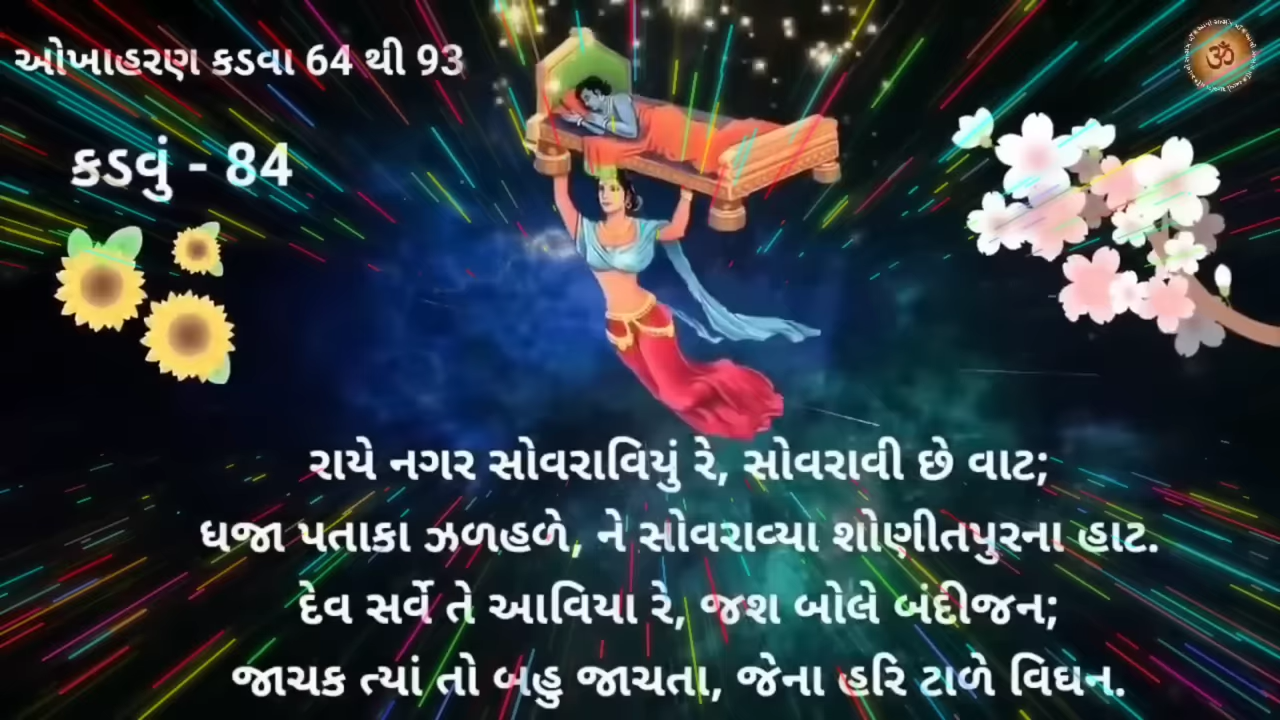 ઓખાહરણ કડવા 64 થી 93
કડવું - 84
ૐ
રાયે નગર સોવરાવિયું રે, સોવરાવી છે વાટ;
ધજા પતાકા ઝળહળે, ને સોવરાવ્યા શોણીતપુરના હાટ.
દેવ સર્વે તે આવિયા રે, જશ બોલે બંદીજન;
જાચક ત્યાં તો બહુ જાચતા, જેના હરિ ટાળે વિઘન.